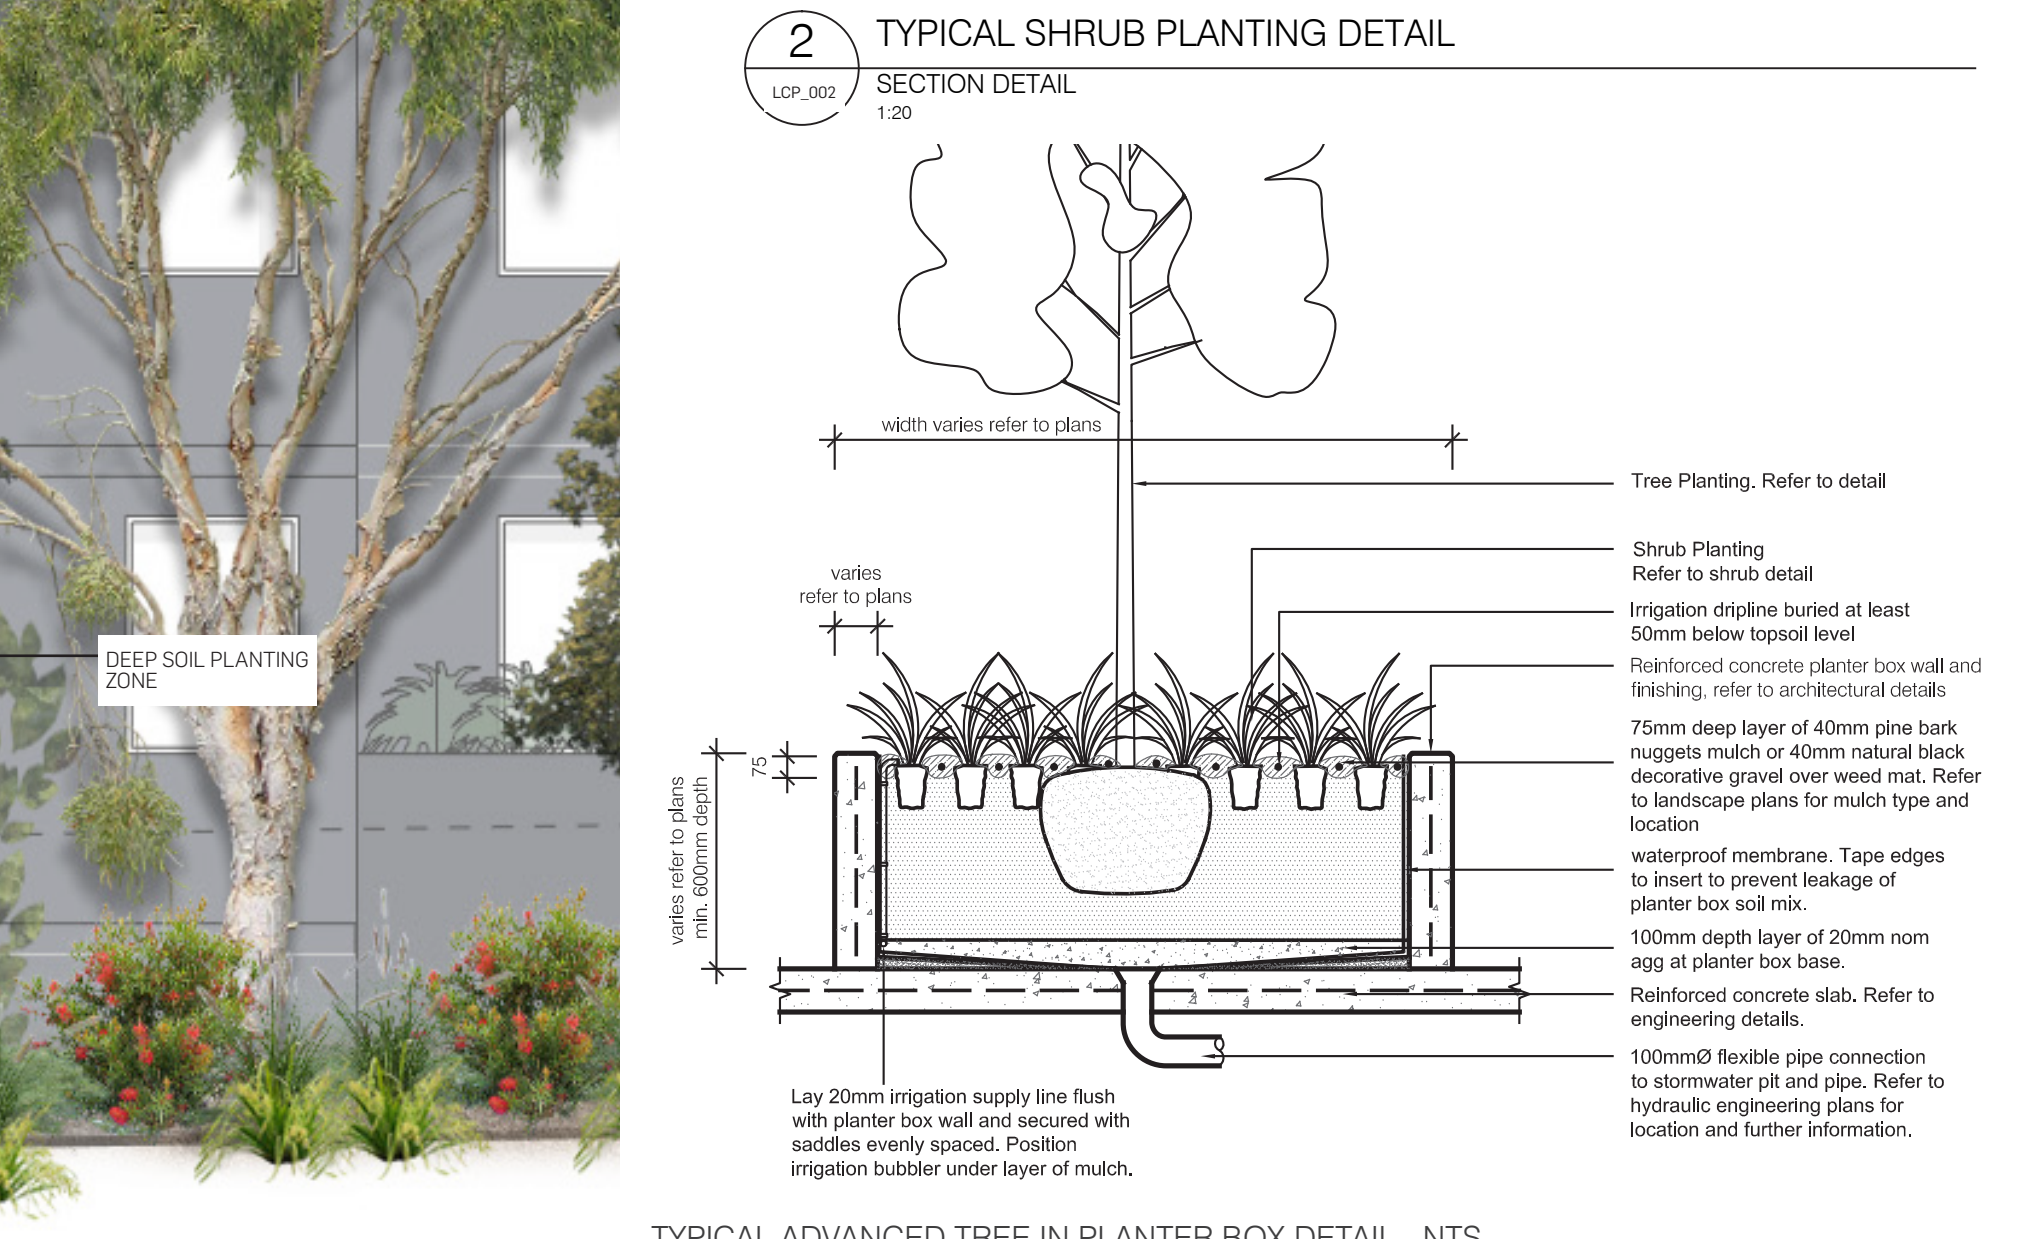 2
LCP_002
TYPICAL SHRUB PLANTING DETAIL
SECTION DETAIL
1:20
width varies refer to plans
Tree Planting. Refer to detail
Shrub Planting
Refer to shrub detail
varies
refer to plans
Irrigation dripline buried at least
50mm below topsoil level
DEEP SOIL PLANTING
ZONE
Reinforced concrete planter box wall and
finishing, refer to architectural details
75
varies refer to plans
min. 600mm depth
75mm deep layer of 40mm pine bark
nuggets mulch or 40mm natural black
decorative gravel over weed mat. Refer
to landscape plans for mulch type and
location
waterproof membrane. Tape edges
to insert to prevent leakage of
planter box soil mix.
100mm depth layer of 20mm nom
agg at planter box base.
Reinforced concrete slab. Refer to
engineering details.
100mmØ flexible pipe connection
to stormwater pit and pipe. Refer to
hydraulic engineering plans for
location and further information.
Lay 20mm irrigation supply line flush
with planter box wall and secured with
saddles evenly spaced. Position
irrigation bubbler under layer of mulch.
TYPICAL ADVANCED TREE IN PLANTER BOX DETAIL NTS